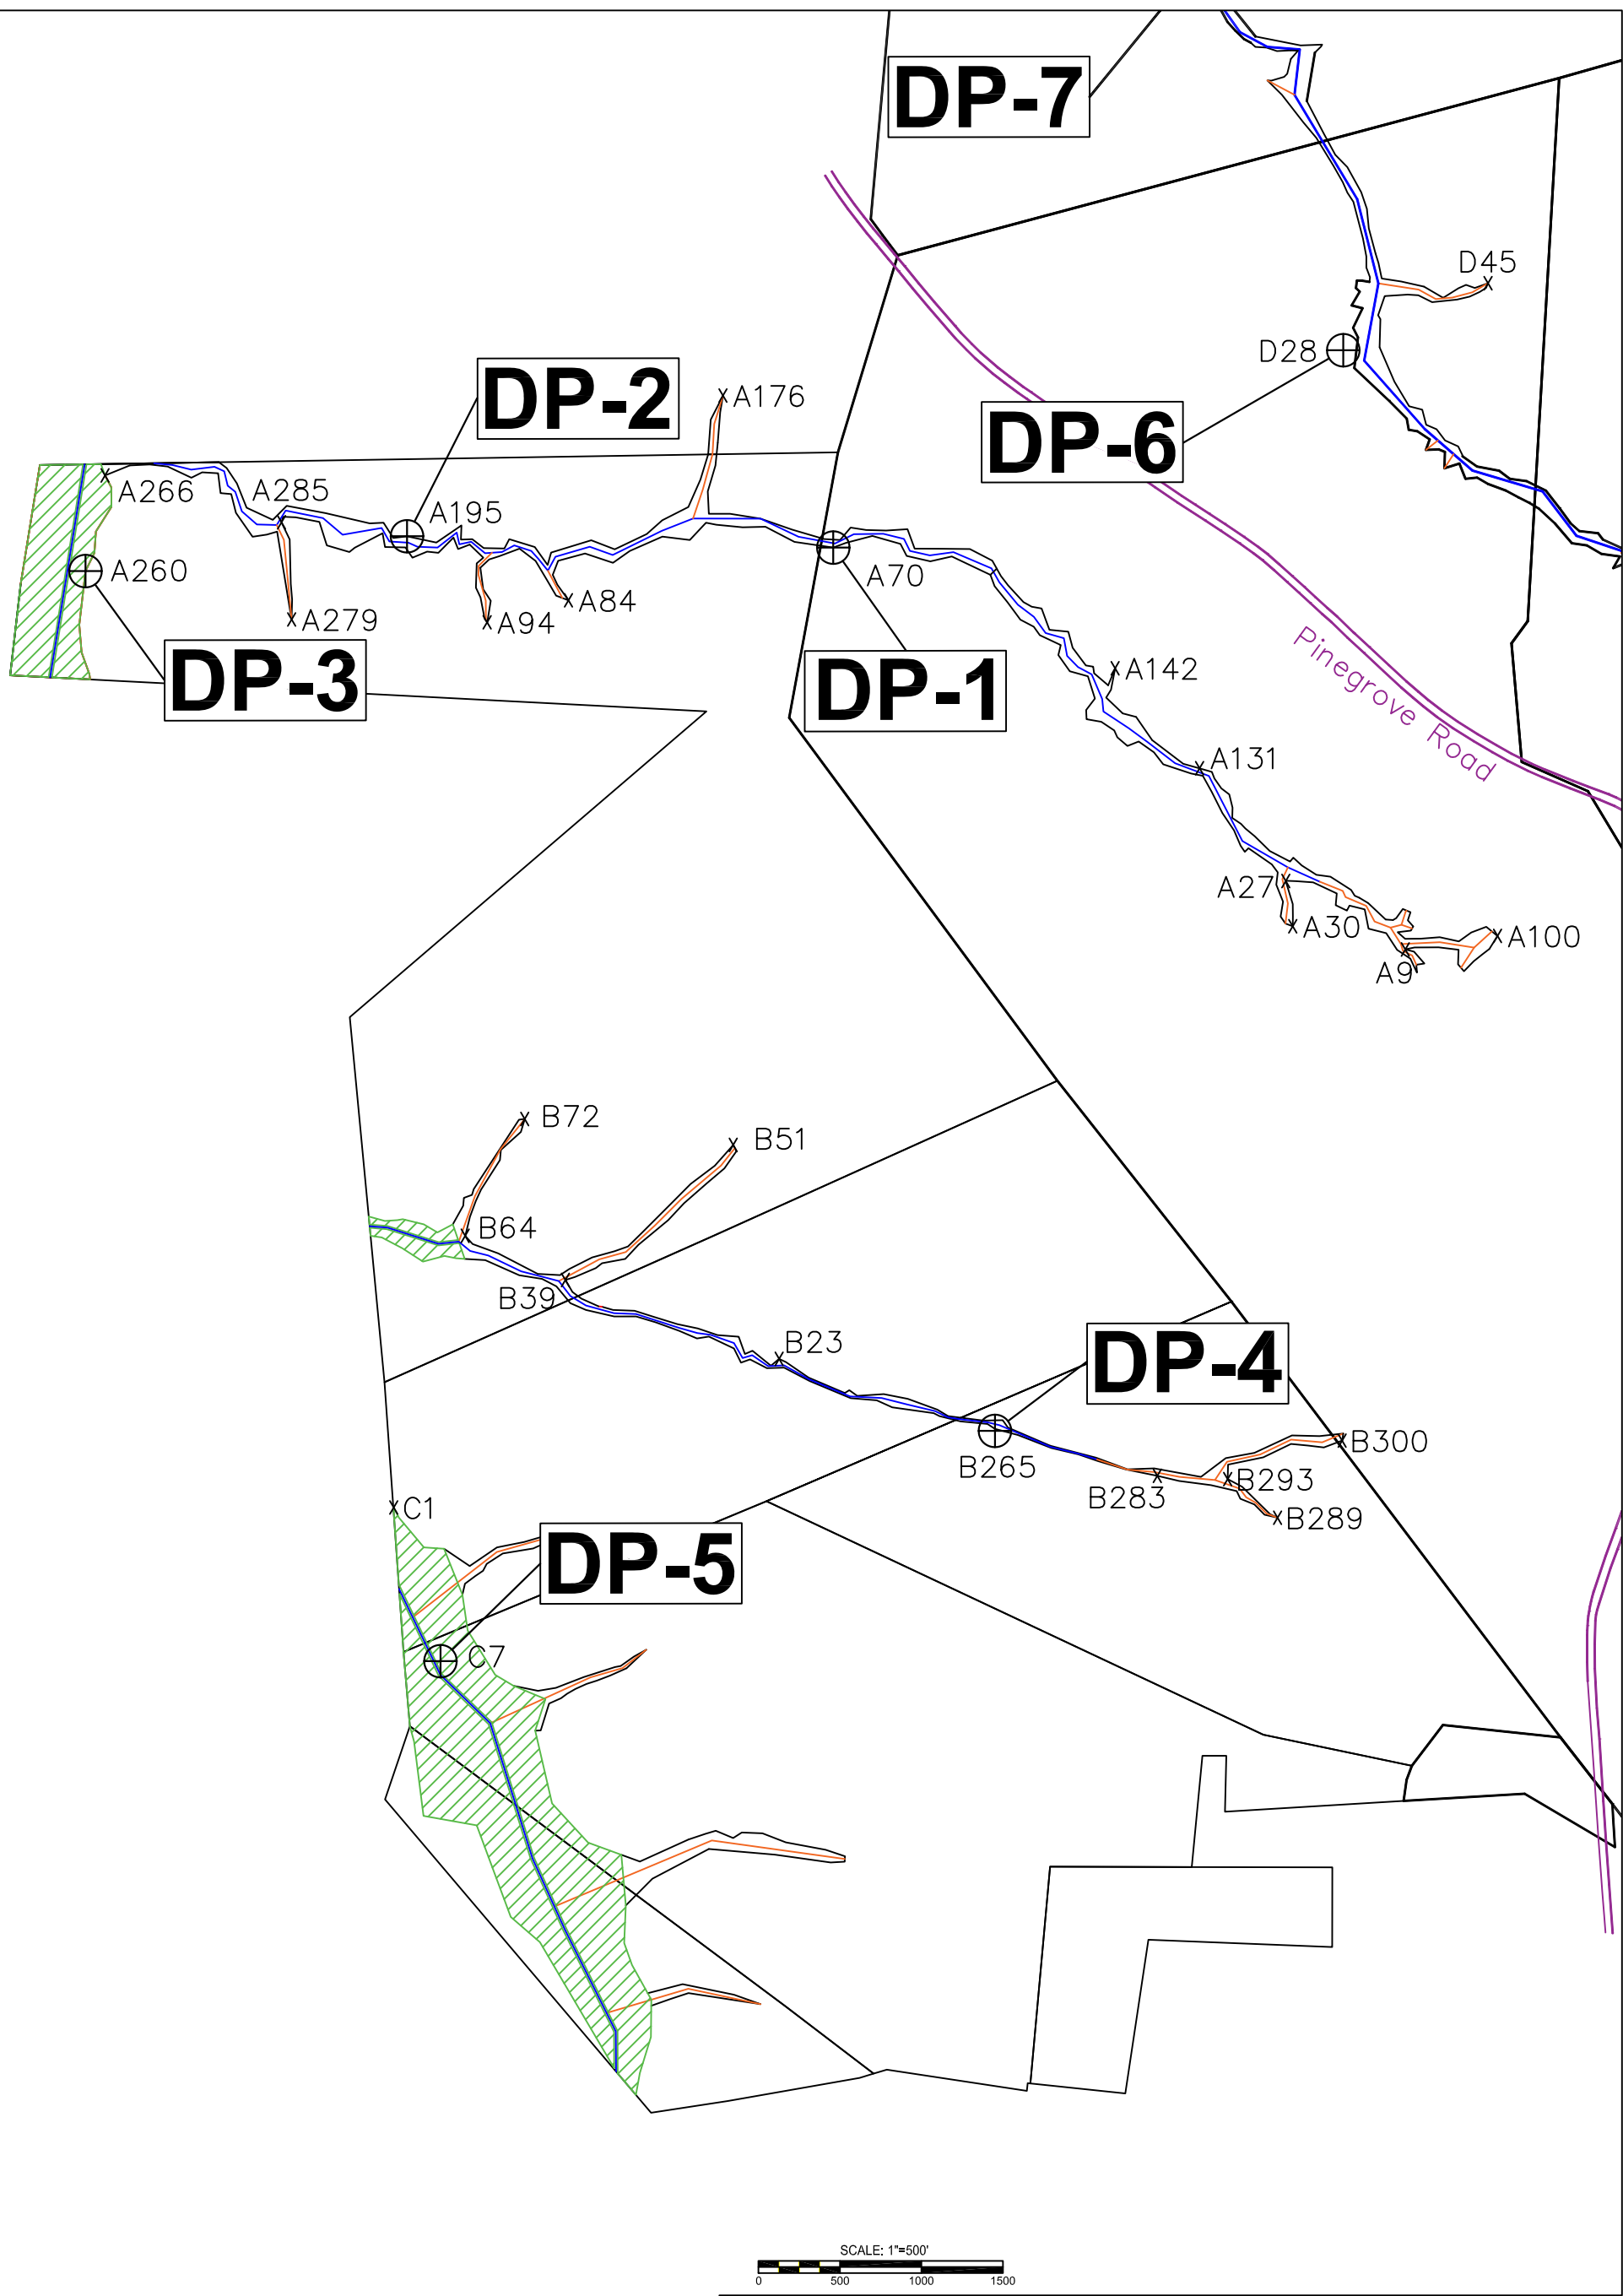 DP-7
D45
D28
DP-2
A176
DP-6
A266
A285
A195
A260
A70
A84
A279
A94
Pinegrove Road
DP-3
DP-1
A142
A131
A27
A30
A100
A9
B72
B51
B64
B39
B23
DP-4
B265
B300
B283
B293
B289
C1
DP-5
C7
SCALE: 1"=500'
0 500 1000 1500